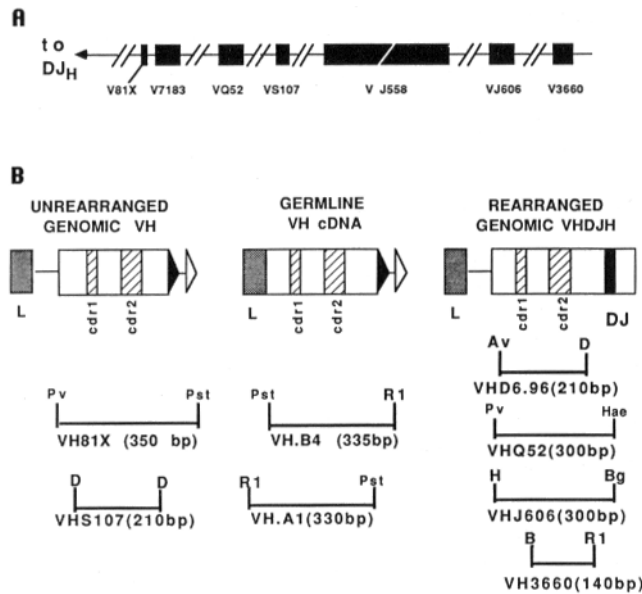 A
to
DJH
V81X V7183 VQ52 VS107 V J558 VJ606 V3660
B
UNREARRANGED
GENOMIC VH
L
cdr1
cdr2
Pv Pst
VH81X (350 bp)
D D
VHS107(210bp)
GERMLINE
VH cDNA
L
cdr1
cdr2
Pst R1
VH.B4 (335bp)
R1 Pst
VH.A1(330bp)
REARRANGED
GENOMIC VHDJH
L
cdr1
cdr2
DJ
Av D
VHD6.96(210bp)
Pv Hae
VHQ52(300bp)
H Bg
VHJ606(300bp)
B R1
VH3660(140bp)